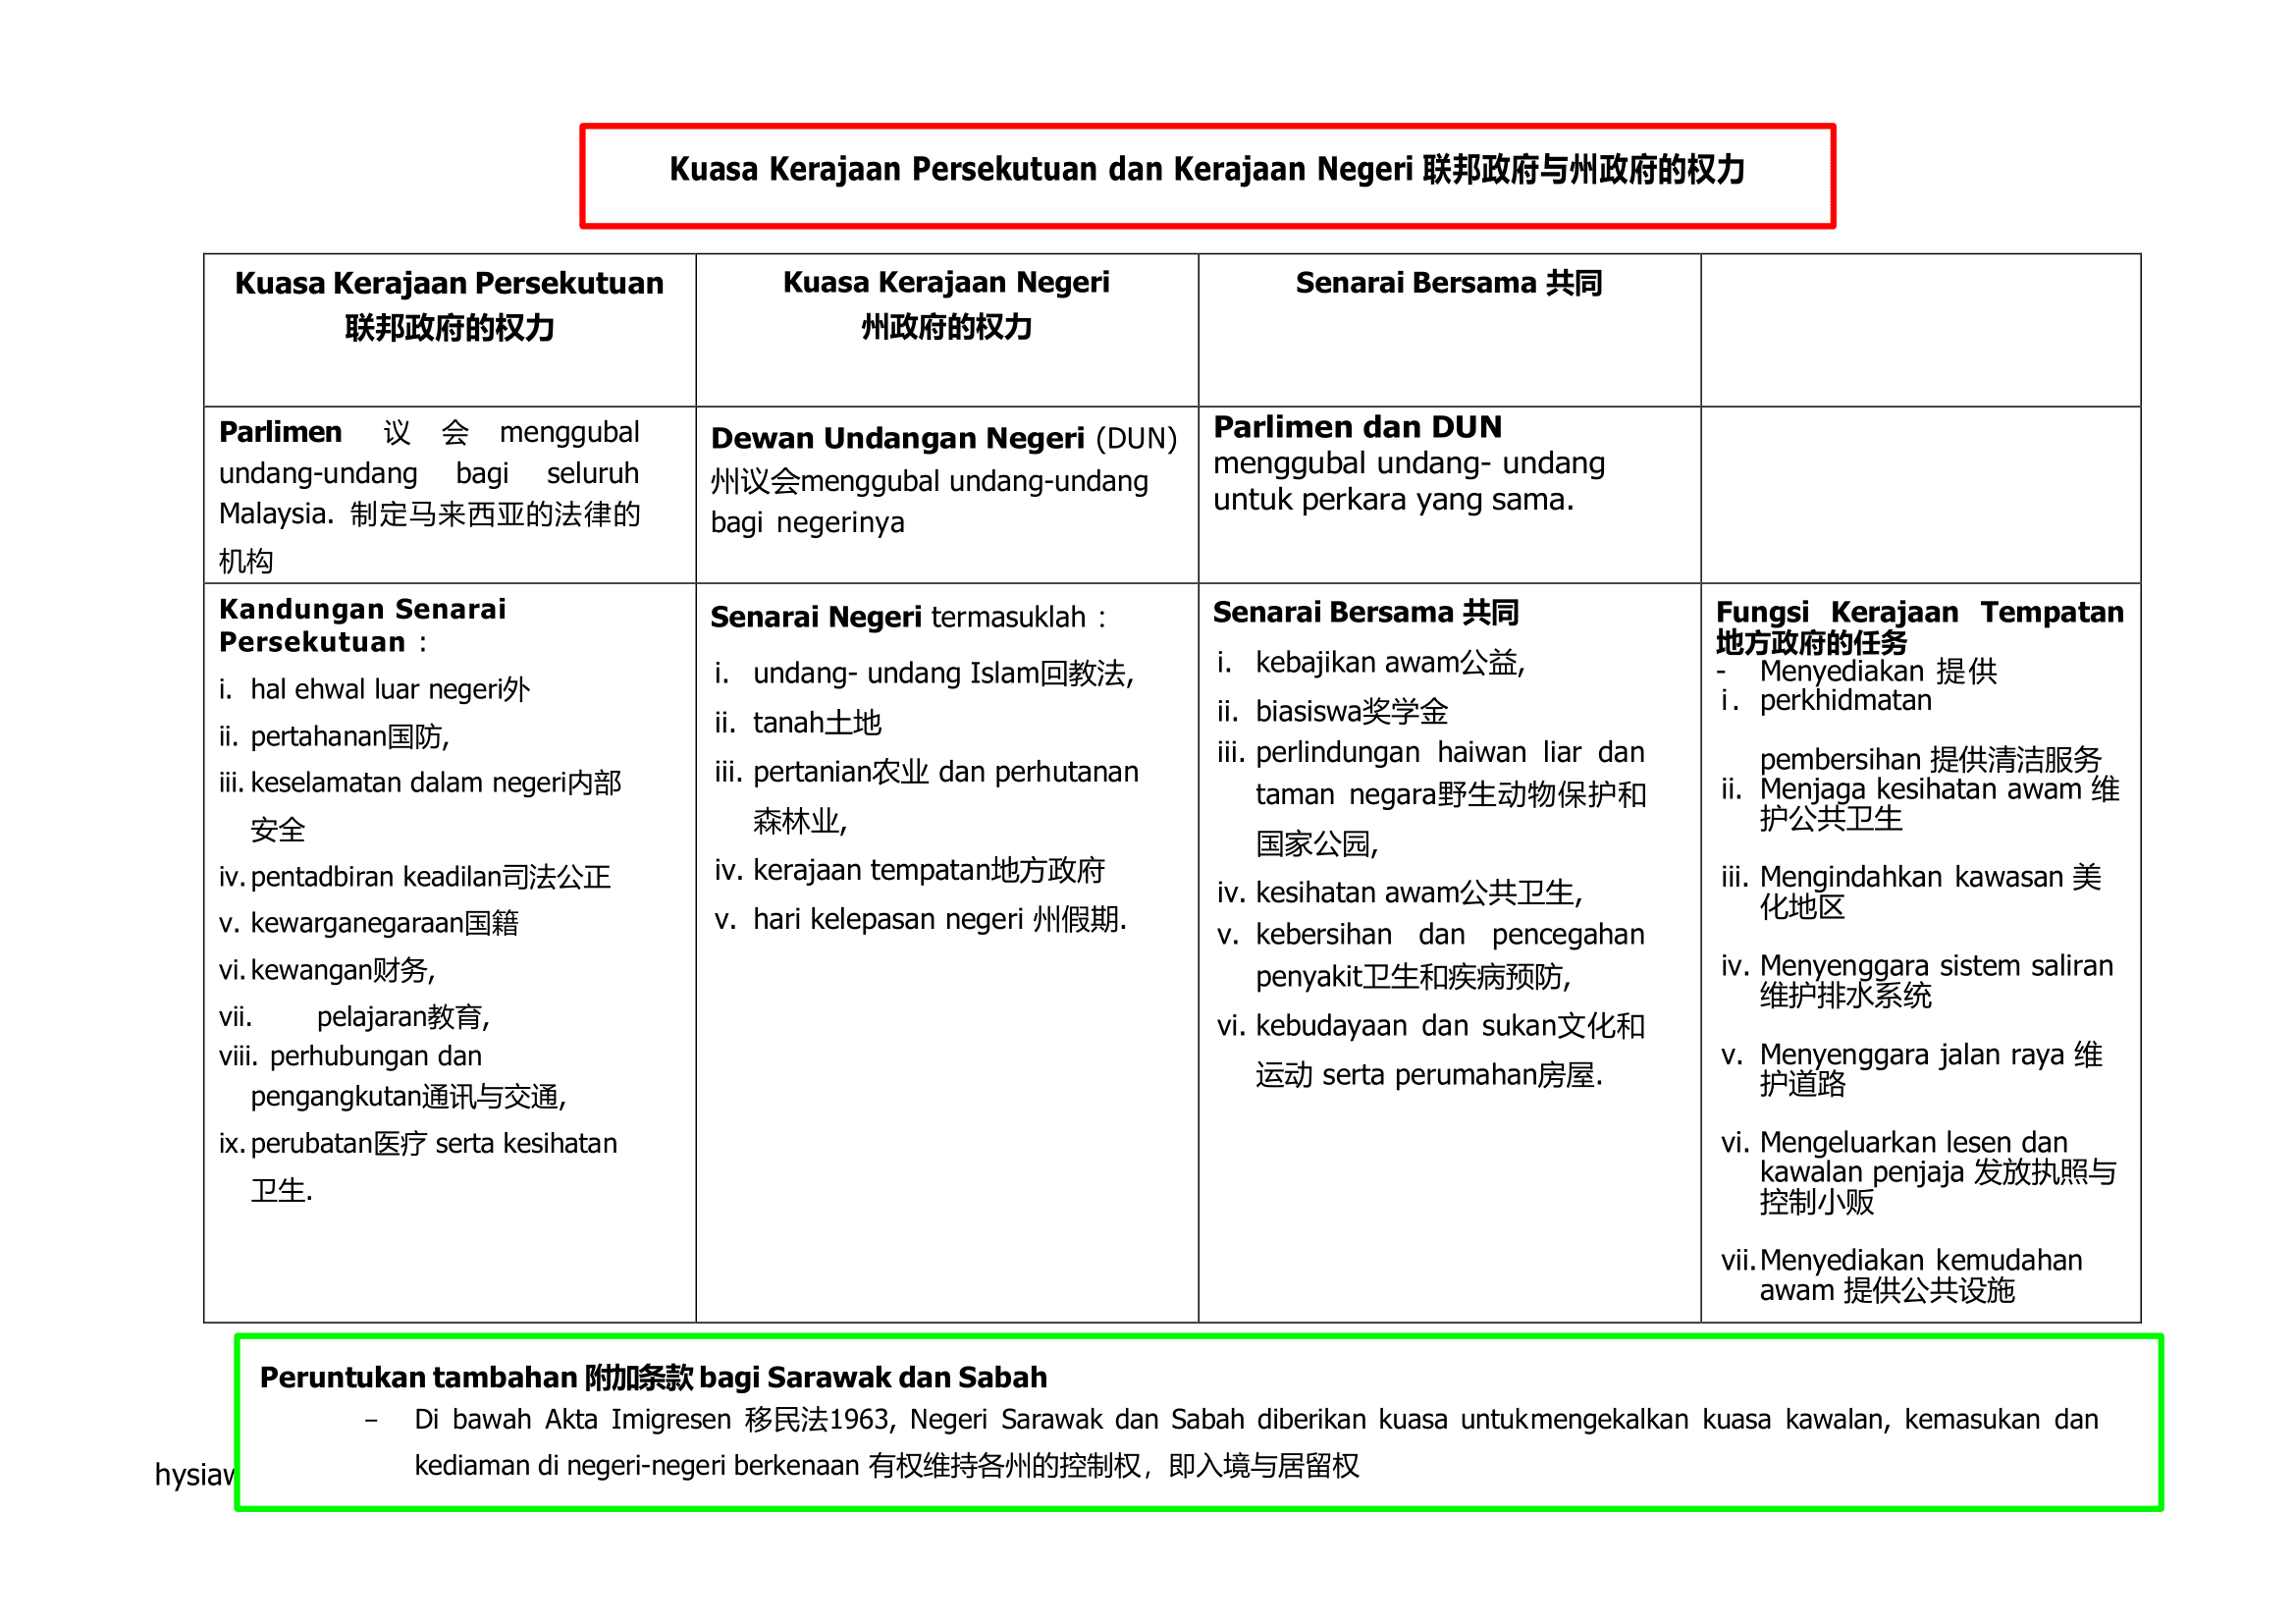 Kuasa Kerajaan Persekutuan dan Kerajaan Negeri 联邦政府与州政府的权力
Kuasa Kerajaan Persekutuan
联邦政府的权力
Kuasa Kerajaan Negeri
州政府的权力
Senarai Bersama 共同
Parlimen 议 会 menggubal
undang-undang bagi seluruh
Malaysia. 制定马来西亚的法律的
机构
Dewan Undangan Negeri (DUN)
州议会menggubal undang-undang
bagi negerinya
Parlimen dan DUN
menggubal undang- undang
untuk perkara yang sama.
Kandungan Senarai
Persekutuan :
i. hal ehwal luar negeri外
ii. pertahanan国防,
iii. keselamatan dalam negeri内部
安全
iv. pentadbiran keadilan司法公正
v. kewarganegaraan国籍
vi. kewangan财务,
vii. pelajaran教育,
viii. perhubungan dan
pengangkutan通讯与交通,
ix. perubatan医疗 serta kesihatan
卫生.
Senarai Negeri termasuklah :
i. undang- undang Islam回教法,
ii. tanah土地
iii. pertanian农业 dan perhutanan
森林业,
iv. kerajaan tempatan地方政府
v. hari kelepasan negeri 州假期.
Senarai Bersama 共同
i. kebajikan awam公益,
ii. biasiswa奖学金
iii. perlindungan haiwan liar dan
taman negara野生动物保护和
国家公园,
iv. kesihatan awam公共卫生,
v. kebersihan dan pencegahan
penyakit卫生和疾病预防,
vi. kebudayaan dan sukan文化和
运动 serta perumahan房屋.
Fungsi Kerajaan Tempatan
地方政府的任务
- Menyediakan 提供
i. perkhidmatan
pembersihan 提供清洁服务
ii. Menjaga kesihatan awam 维
护公共卫生
iii. Mengindahkan kawasan 美
化地区
iv. Menyenggara sistem saliran
维护排水系统
v. Menyenggara jalan raya 维
护道路
vi. Mengeluarkan lesen dan
kawalan penjaja 发放执照与
控制小贩
vii. Menyediakan kemudahan
awam 提供公共设施
Peruntukan tambahan 附加条款 bagi Sarawak dan Sabah
– Di bawah Akta Imigresen 移民法1963, Negeri Sarawak dan Sabah diberikan kuasa untukmengekalkan kuasa kawalan, kemasukan dan
kediaman di negeri-negeri berkenaan 有权维持各州的控制权，即入境与居留权